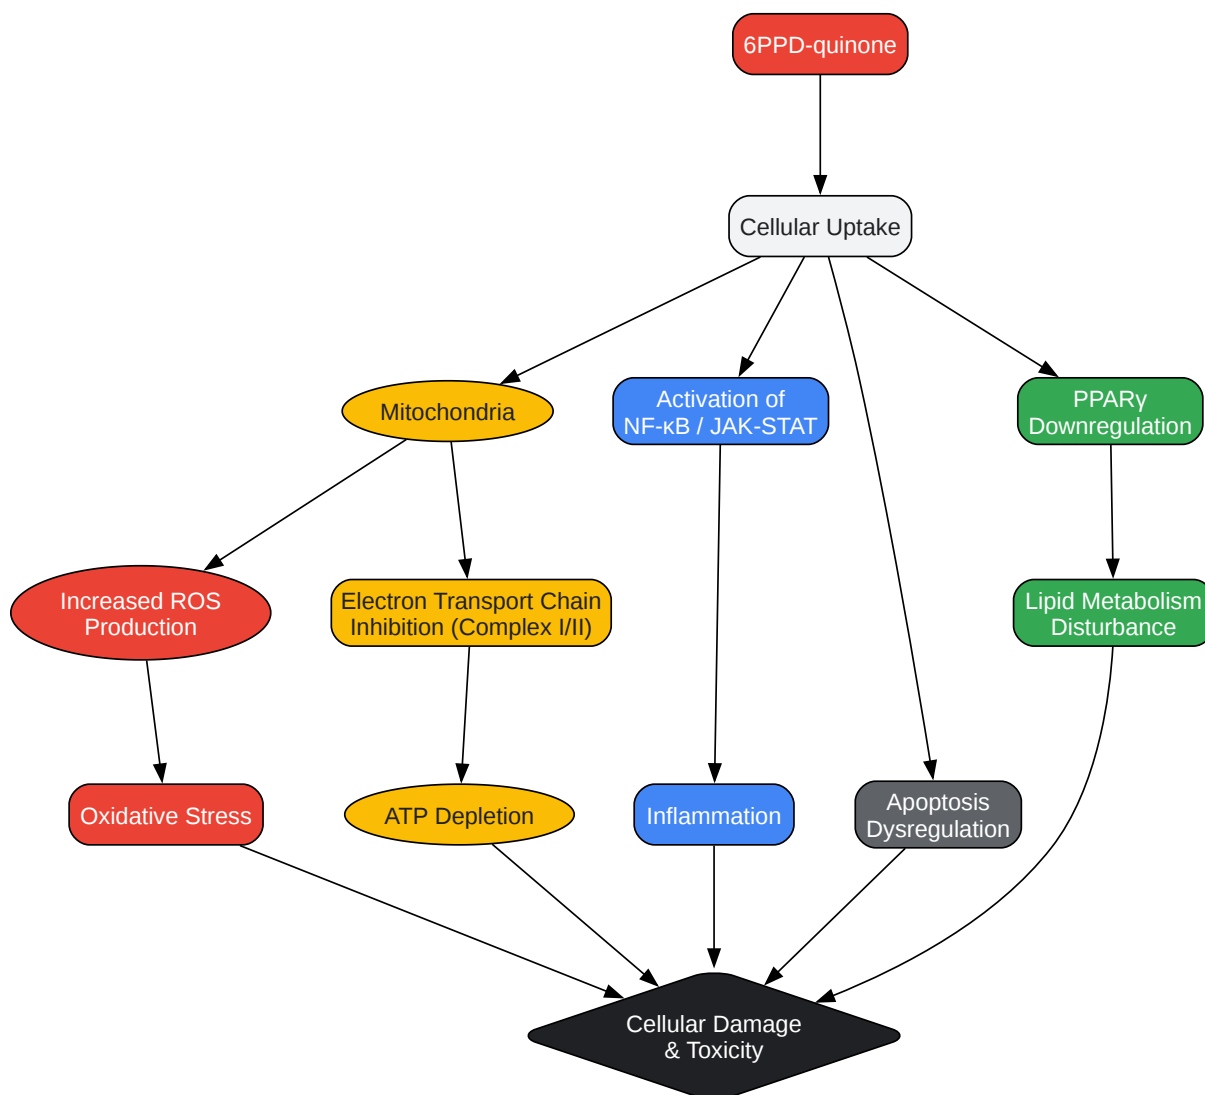 6PPD-quinone
Cellular Uptake
Mitochondria
Activation of
NF-κB / JAK-STAT
PPARγ
Downregulation
Increased ROS
Production
Electron Transport Chain
Inhibition (Complex I/II)
Lipid Metabolism
Disturbance
Oxidative Stress
ATP Depletion
Inflammation
Apoptosis
Dysregulation
Cellular Damage
& Toxicity